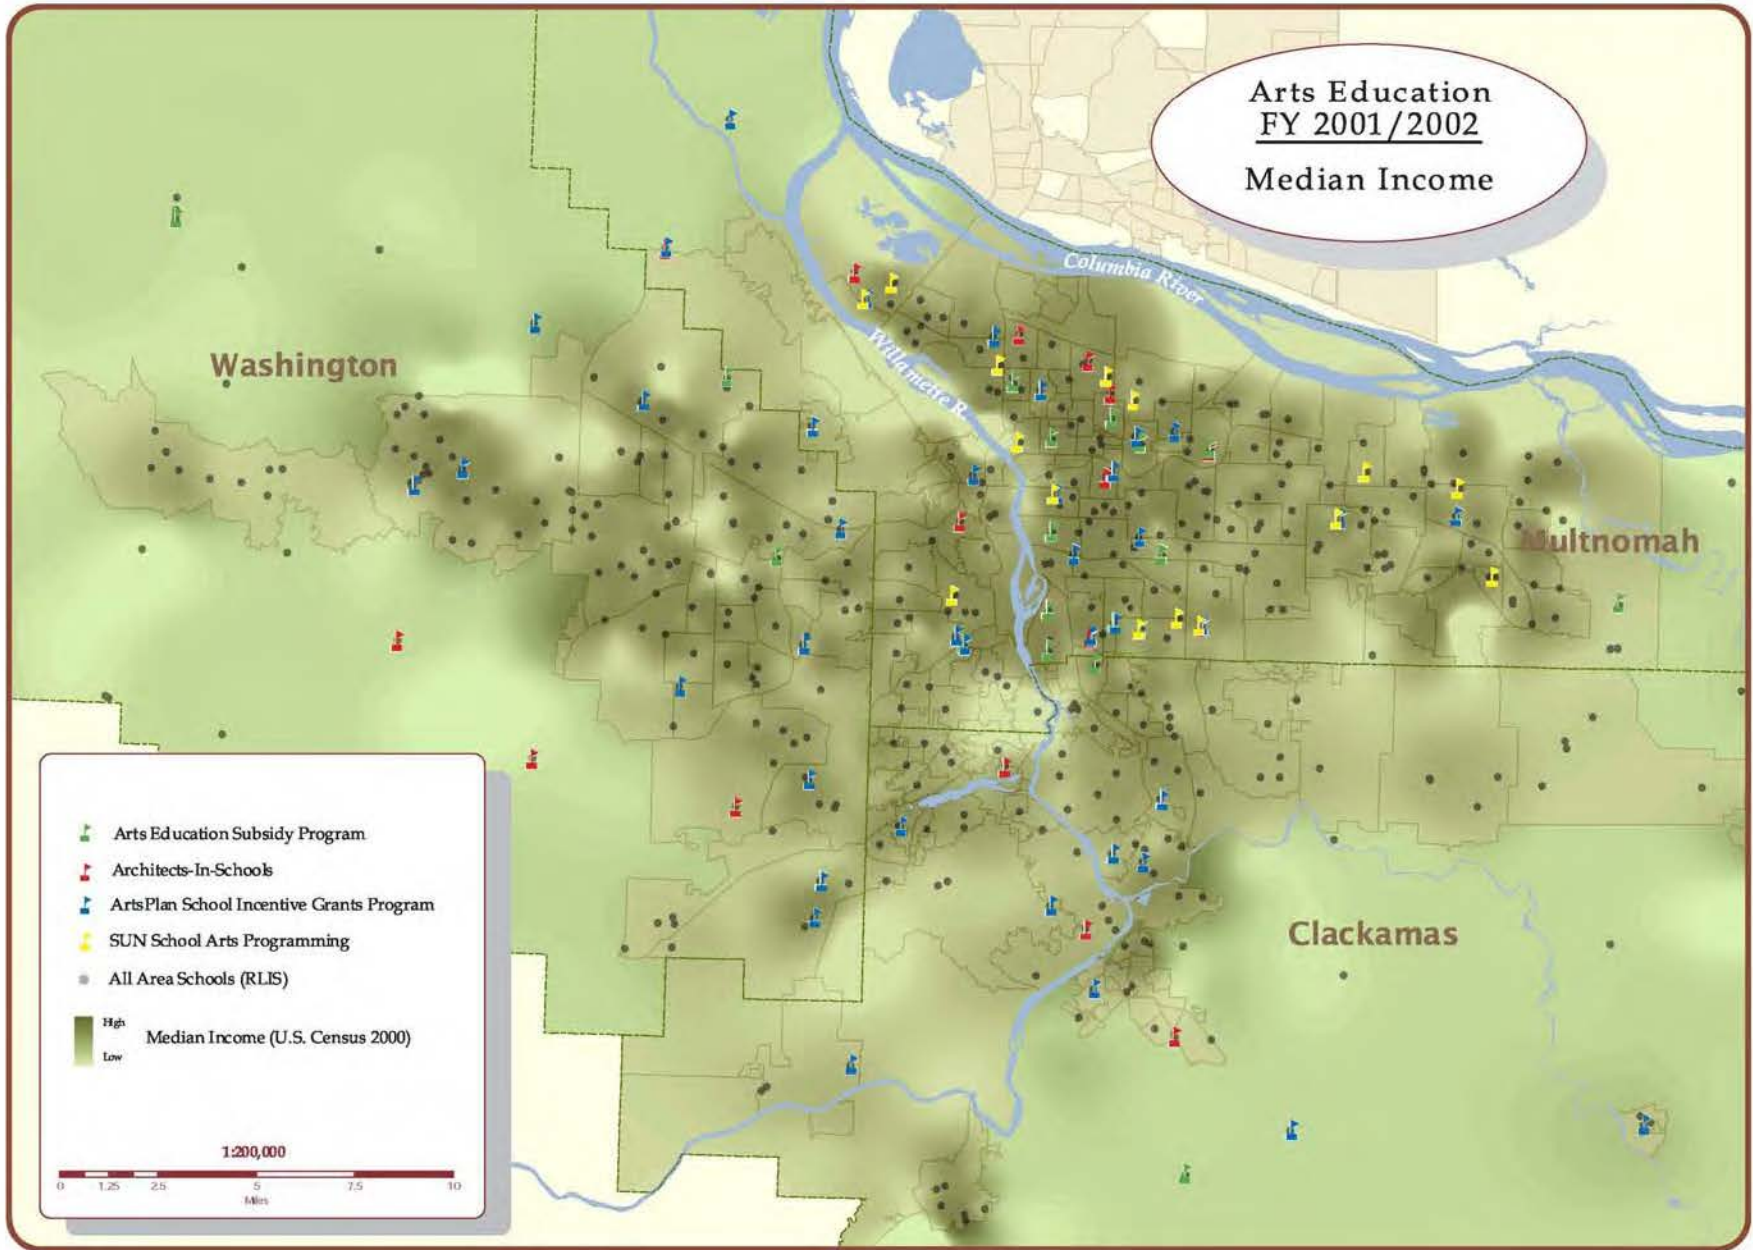 Arts Education
FY 2001/2002
Median Income
Columbia River
Willamette R.
Washington
Multnomah
Clackamas
Arts Education Subsidy Program
Architects-In-Schools
ArtsPlan School Incentive Grants Program
SUN School Arts Programming
All Area Schools (RLIS)
High
Median Income (U.S. Census 2000)
Low
1:200,000
0 1.25 2.5 5 7.5 10
Miles